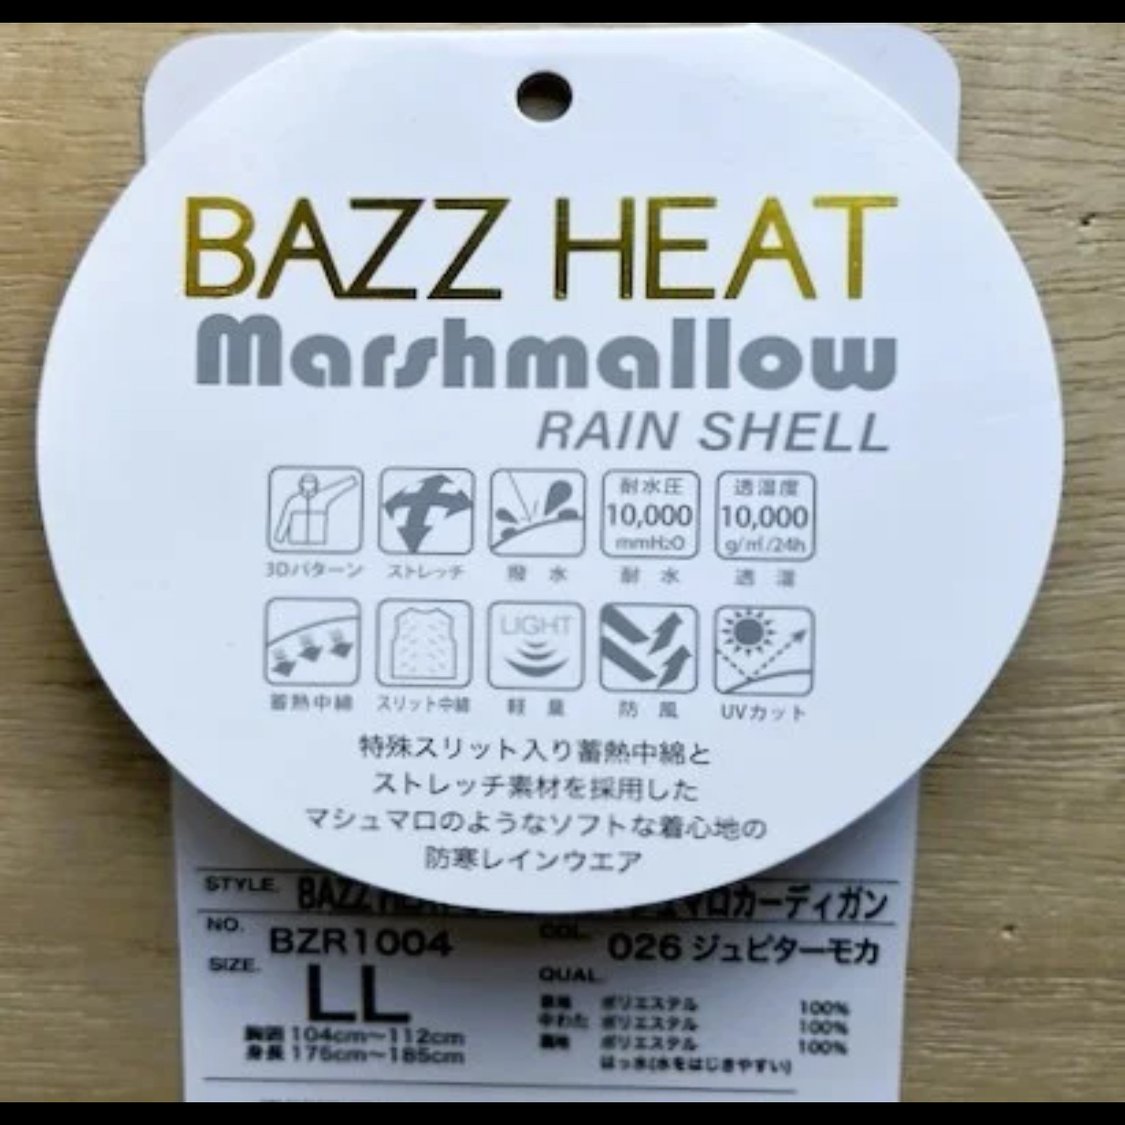 BAZZ HEAT
Marshmallow
RAIN SHELL
耐水圧 透湿度
10,000 10,000
mmH₂O g/㎡/24h
3Dパターン ストレッチ 撥 水 耐 水 透 湿
LIGHT
蓄熱中綿 スリット中綿 軽 量 防 風 UVカット
特殊スリット入り蓄熱中綿と
ストレッチ素材を採用した
マシュマロのようなソフトな着心地の
防寒レインウエア
STYLE. BAZZ HEAT マロカーディガン
NO. BZR1004 COL. 026 ジュピターモカ
SIZE. LL QUAL.
表地 ポリエステル 100%
中わた ポリエステル 100%
裏地 ポリエステル 100%
はっ水(水をはじきやすい)
胸囲 104cm〜112cm
身長 175cm〜185cm